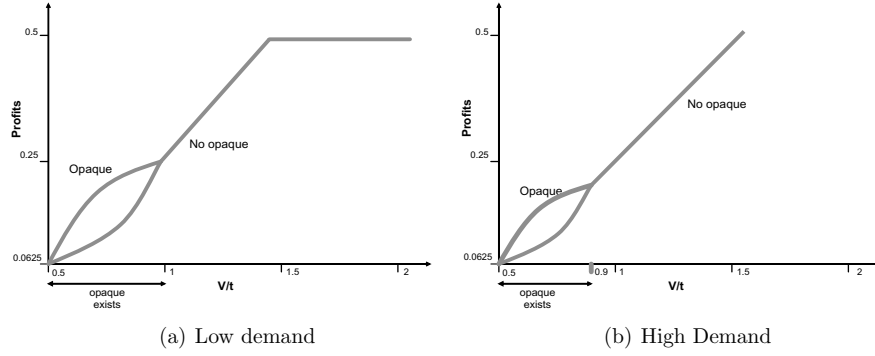 0.5
Profits
0.25
Opaque
No opaque
0.0625
0.5
1
1.5
2
V/t
opaque
exists
(a) Low demand
0.5
Profits
0.25
Opaque
No opaque
0.0625
0.5
0.9
1
1.5
2
V/t
opaque
exists
(b) High Demand